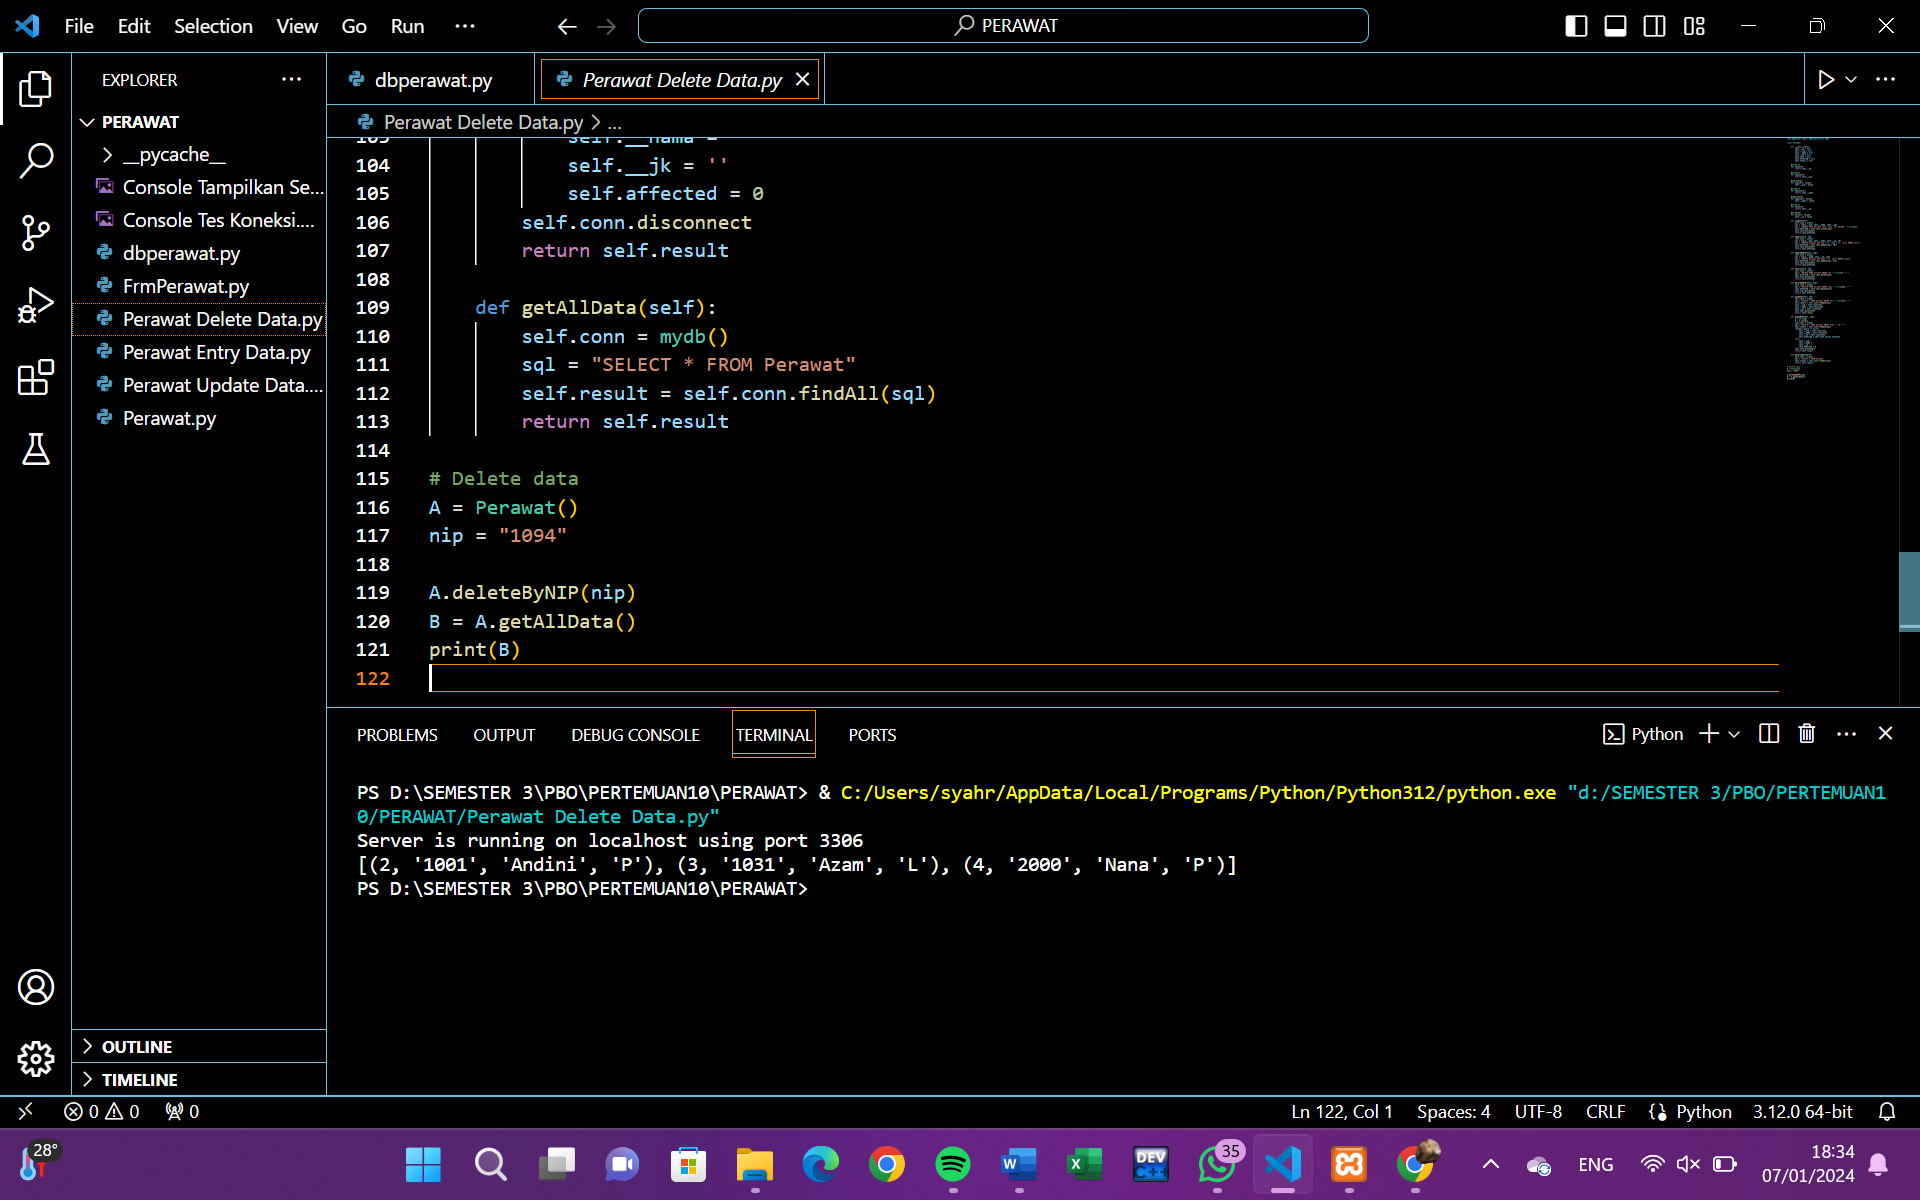 File Edit Selection View Go Run ···
PERAWAT
EXPLORER ···
PERAWAT
__pycache__
Console Tampilkan Se...
Console Tes Koneksi....
dbperawat.py
FrmPerawat.py
Perawat Delete Data.py
Perawat Entry Data.py
Perawat Update Data....
Perawat.py
OUTLINE
TIMELINE
dbperawat.py
Perawat Delete Data.py
Perawat Delete Data.py > ...
103 self.__nama =
104 self.__jk = ''
105 self.affected = 0
106 self.conn.disconnect
107 return self.result
108
109 def getAllData(self):
110 self.conn = mydb()
111 sql = "SELECT * FROM Perawat"
112 self.result = self.conn.findAll(sql)
113 return self.result
114
115 # Delete data
116 A = Perawat()
117 nip = "1094"
118
119 A.deleteByNIP(nip)
120 B = A.getAllData()
121 print(B)
122
PROBLEMS OUTPUT DEBUG CONSOLE TERMINAL PORTS
Python
PS D:\SEMESTER 3\PBO\PERTEMUAN10\PERAWAT> & C:/Users/syahr/AppData/Local/Programs/Python/Python312/python.exe "d:/SEMESTER 3/PBO/PERTEMUAN1
0/PERAWAT/Perawat Delete Data.py"
Server is running on localhost using port 3306
[(2, '1001', 'Andini', 'P'), (3, '1031', 'Azam', 'L'), (4, '2000', 'Nana', 'P')]
PS D:\SEMESTER 3\PBO\PERTEMUAN10\PERAWAT>
0 0 0
Ln 122, Col 1 Spaces: 4 UTF-8 CRLF Python 3.12.0 64-bit
28°
DEV
C++
35
ENG
18:34
07/01/2024